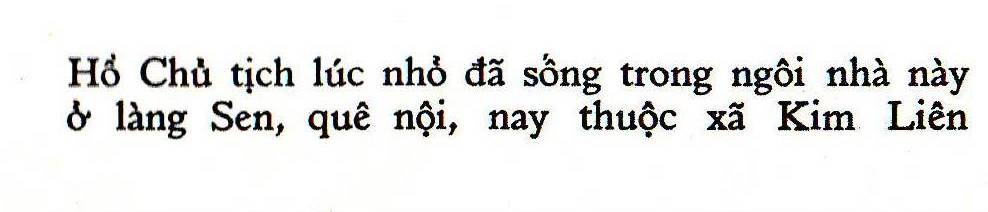 Hồ Chủ tịch lúc nhỏ đã sống trong ngôi nhà này
ở làng Sen, quê nội, nay thuộc xã Kim Liên